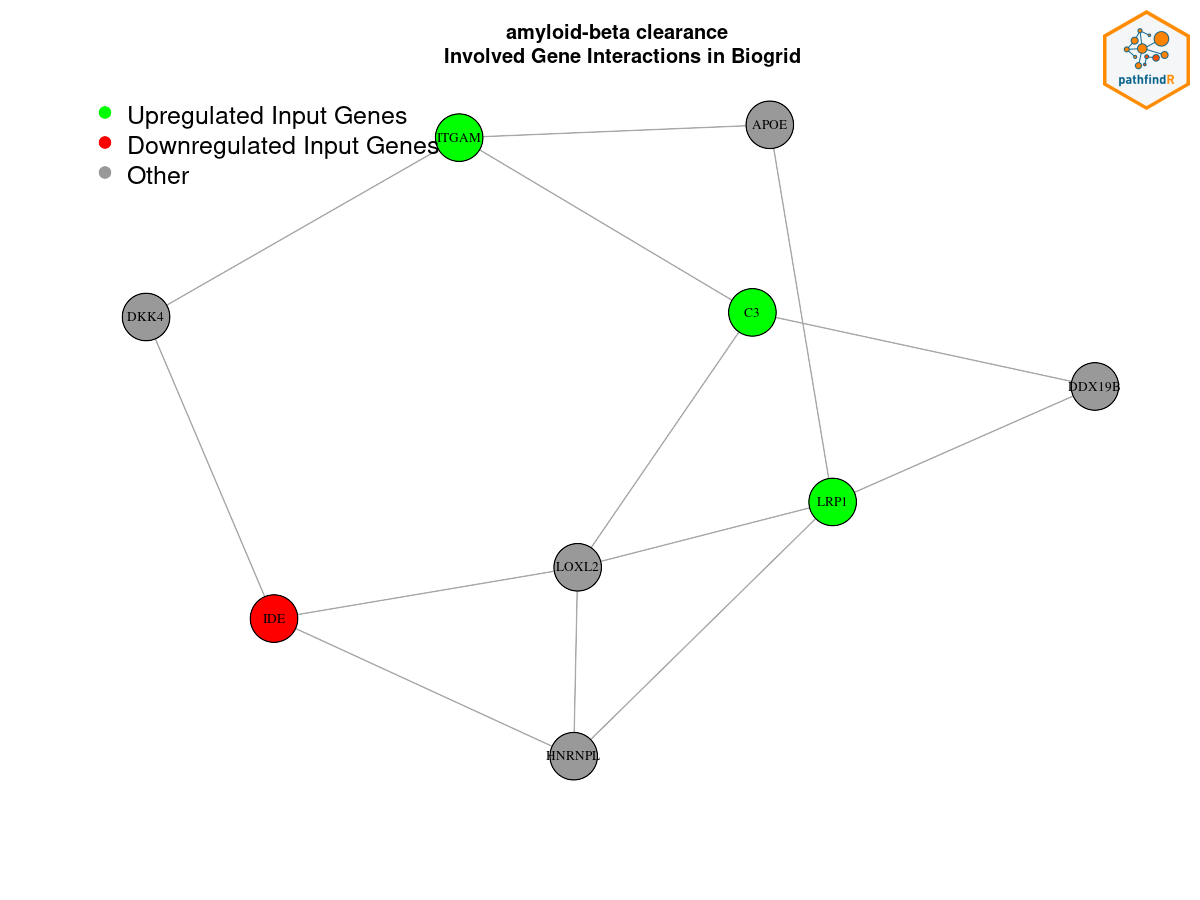 amyloid-beta clearance
Involved Gene Interactions in Biogrid
pathfindR
Upregulated Input Genes
Downregulated Input Genes
Other
ITGAM
APOE
DKK4
C3
DDX19B
LRP1
LOXL2
IDE
HNRNPL